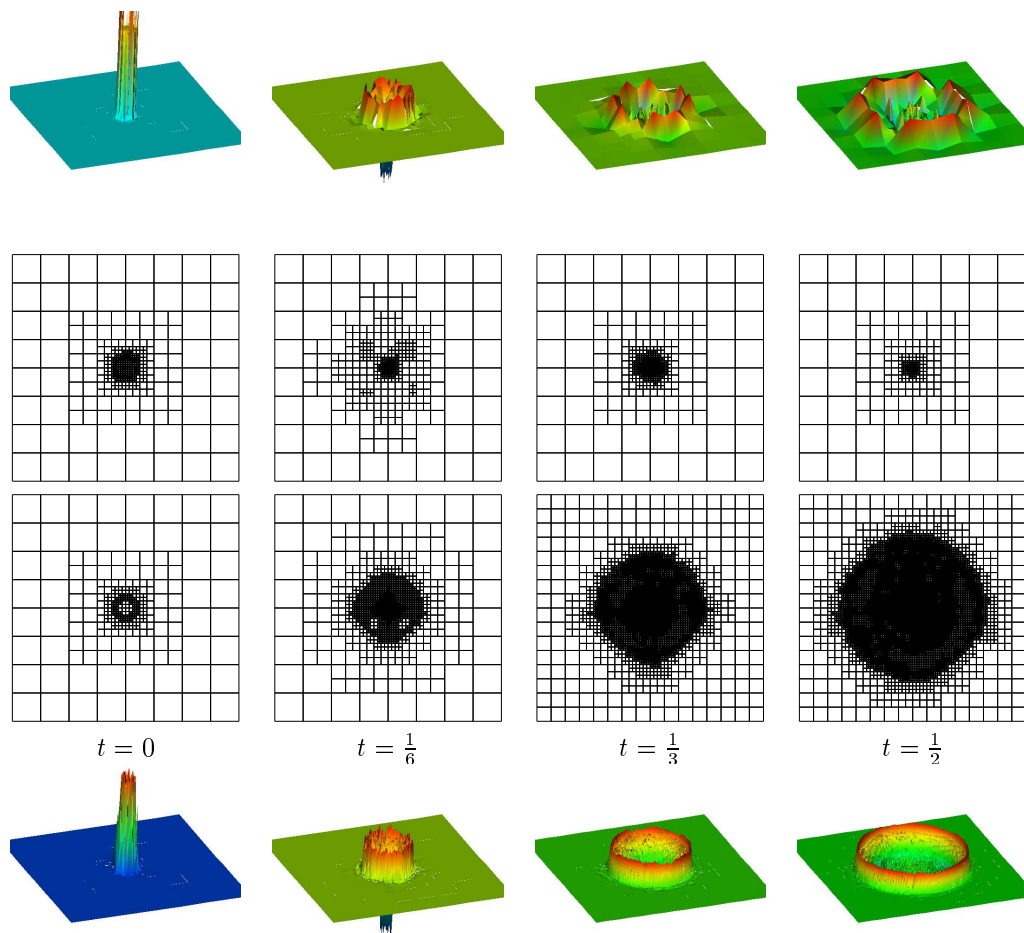 t = 0
t = 1/6
t = 1/3
t = 1/2